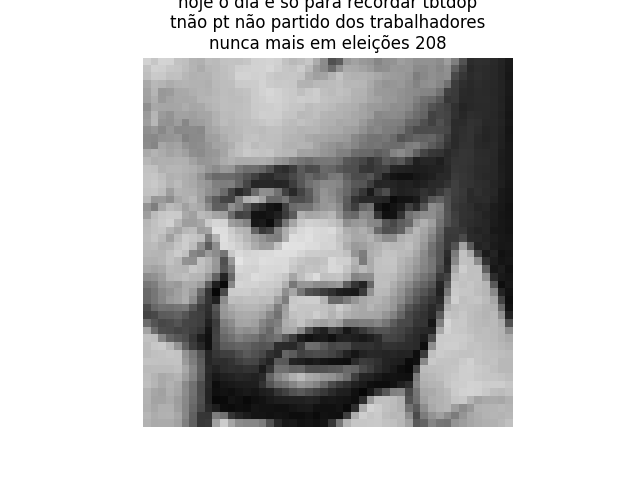 hoje o dia é só para recordar tbtdop
tnão pt não partido dos trabalhadores
nunca mais em eleições 208